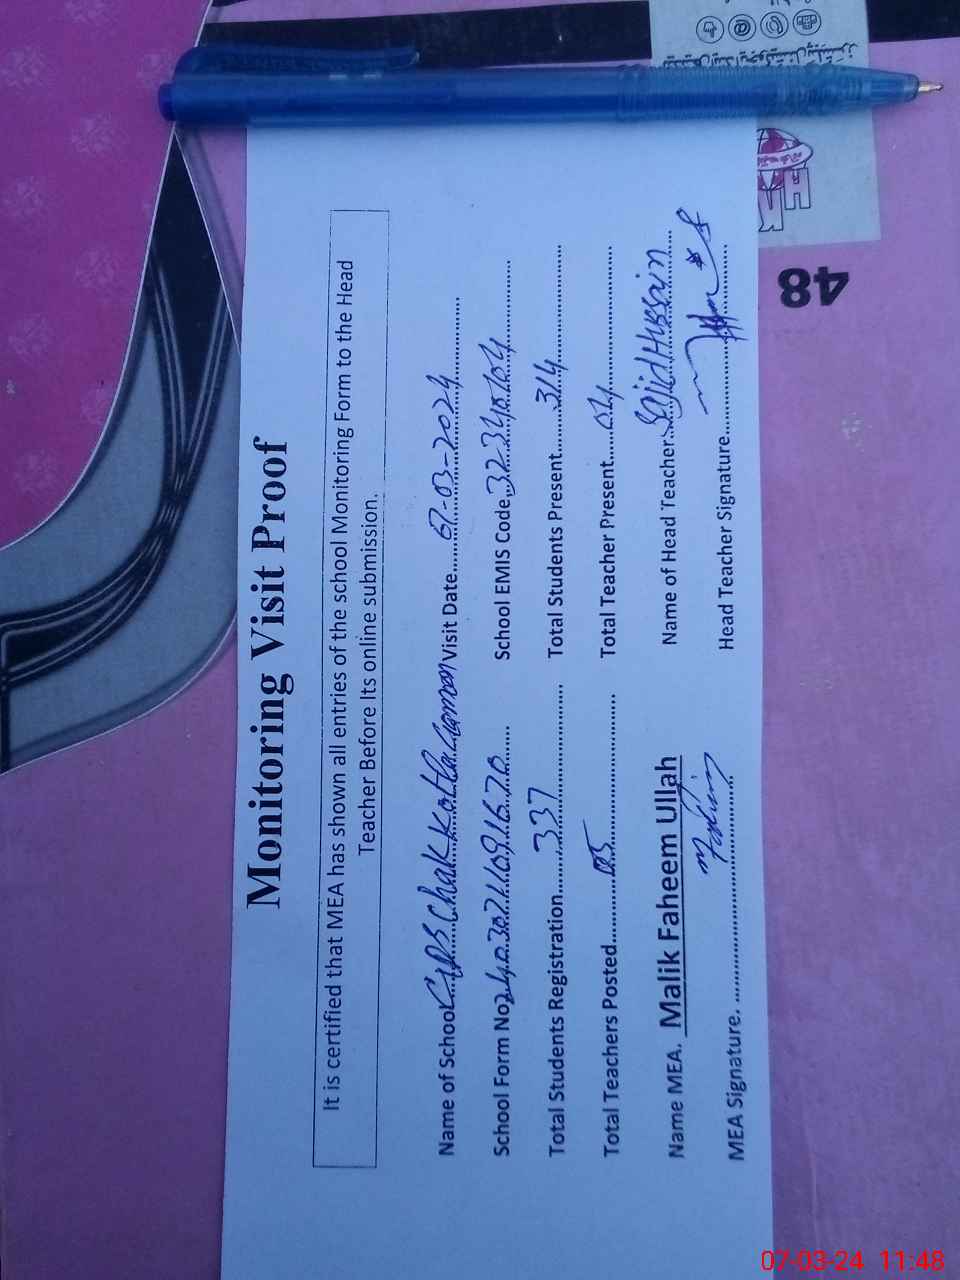 Monitoring Visit Proof
It is certified that MEA has shown all entries of the school Monitoring Form to the Head
Teacher Before Its online submission.
Name of School GPS Chak Kotla Gamon Visit Date 07-03-2024
School Form No 24030211091670 School EMIS Code 32340104
Total Students Registration 337 Total Students Present 314
Total Teachers Posted 05 Total Teacher Present 04
Name MEA. Malik Faheem Ullah Name of Head Teacher: Sajid Hussain
MEA Signature. Head Teacher Signature
48
07-03-24 11:48